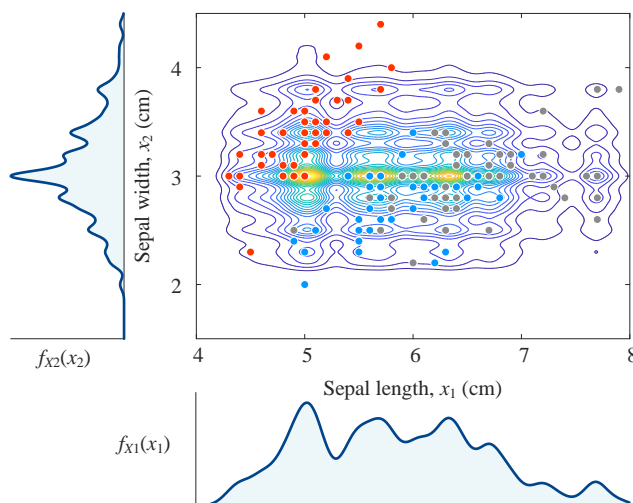 4
3
2
Sepal width, x2 (cm)
4 5 6 7 8
Sepal length, x1 (cm)
fX2(x2)
fX1(x1)